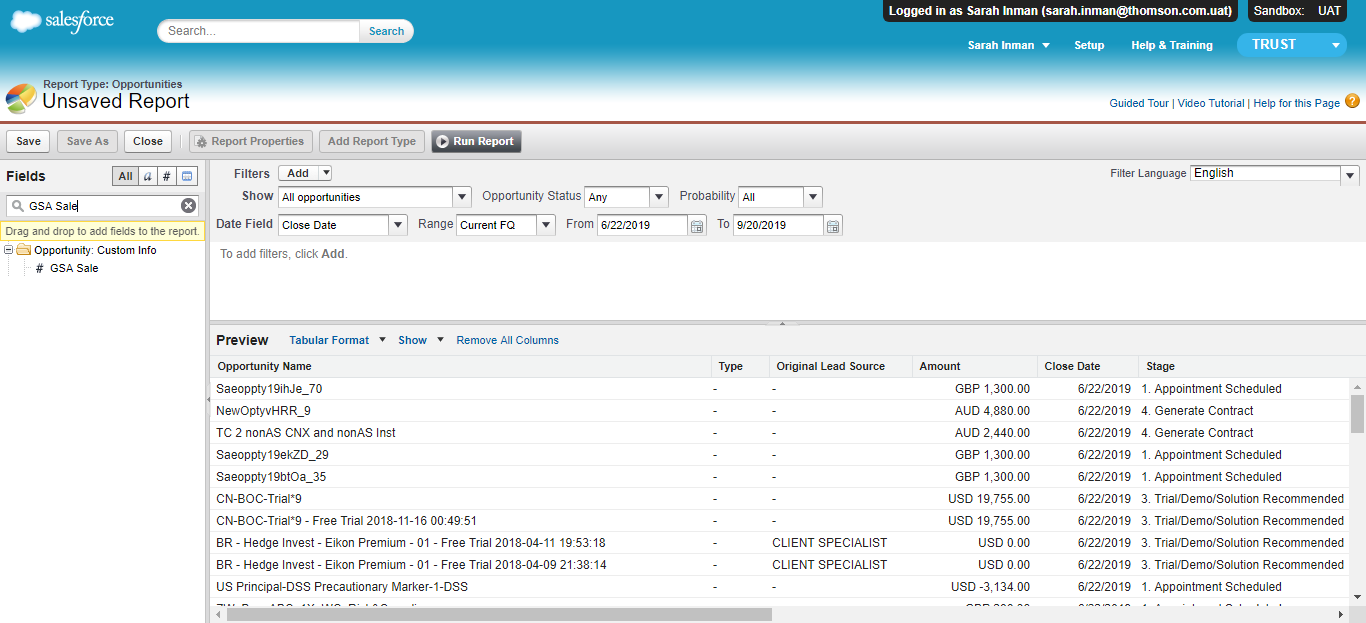 salesforce
Search...
Search
Logged in as Sarah Inman (sarah.inman@thomson.com.uat)
Sandbox: UAT
Sarah Inman Setup Help & Training TRUST
Report Type: Opportunities
Unsaved Report
Guided Tour | Video Tutorial | Help for this Page ?
Save Save As Close Report Properties Add Report Type Run Report
Fields All a #
GSA Sale
Drag and drop to add fields to the report.
Opportunity: Custom Info
# GSA Sale
Filters Add
Filter Language English
Show All opportunities Opportunity Status Any Probability All
Date Field Close Date Range Current FQ From 6/22/2019 To 9/20/2019
To add filters, click Add.
Preview Tabular Format Show Remove All Columns
Opportunity Name Type Original Lead Source Amount Close Date Stage
Saeoppty19ihJe_70 - - GBP 1,300.00 6/22/2019 1. Appointment Scheduled
NewOptyvHRR_9 - - AUD 4,880.00 6/22/2019 4. Generate Contract
TC 2 nonAS CNX and nonAS Inst - - AUD 2,440.00 6/22/2019 4. Generate Contract
Saeoppty19ekZD_29 - - GBP 1,300.00 6/22/2019 1. Appointment Scheduled
Saeoppty19btOa_35 - - GBP 1,300.00 6/22/2019 1. Appointment Scheduled
CN-BOC-Trial*9 - - USD 19,755.00 6/22/2019 3. Trial/Demo/Solution Recommended
CN-BOC-Trial*9 - Free Trial 2018-11-16 00:49:51 - - USD 19,755.00 6/22/2019 3. Trial/Demo/Solution Recommended
BR - Hedge Invest - Eikon Premium - 01 - Free Trial 2018-04-11 19:53:18 - CLIENT SPECIALIST USD 0.00 6/22/2019 3. Trial/Demo/Solution Recommended
BR - Hedge Invest - Eikon Premium - 01 - Free Trial 2018-04-09 21:38:14 - CLIENT SPECIALIST USD 0.00 6/22/2019 3. Trial/Demo/Solution Recommended
US Principal-DSS Precautionary Marker-1-DSS - - USD -3,134.00 6/22/2019 1. Appointment Scheduled